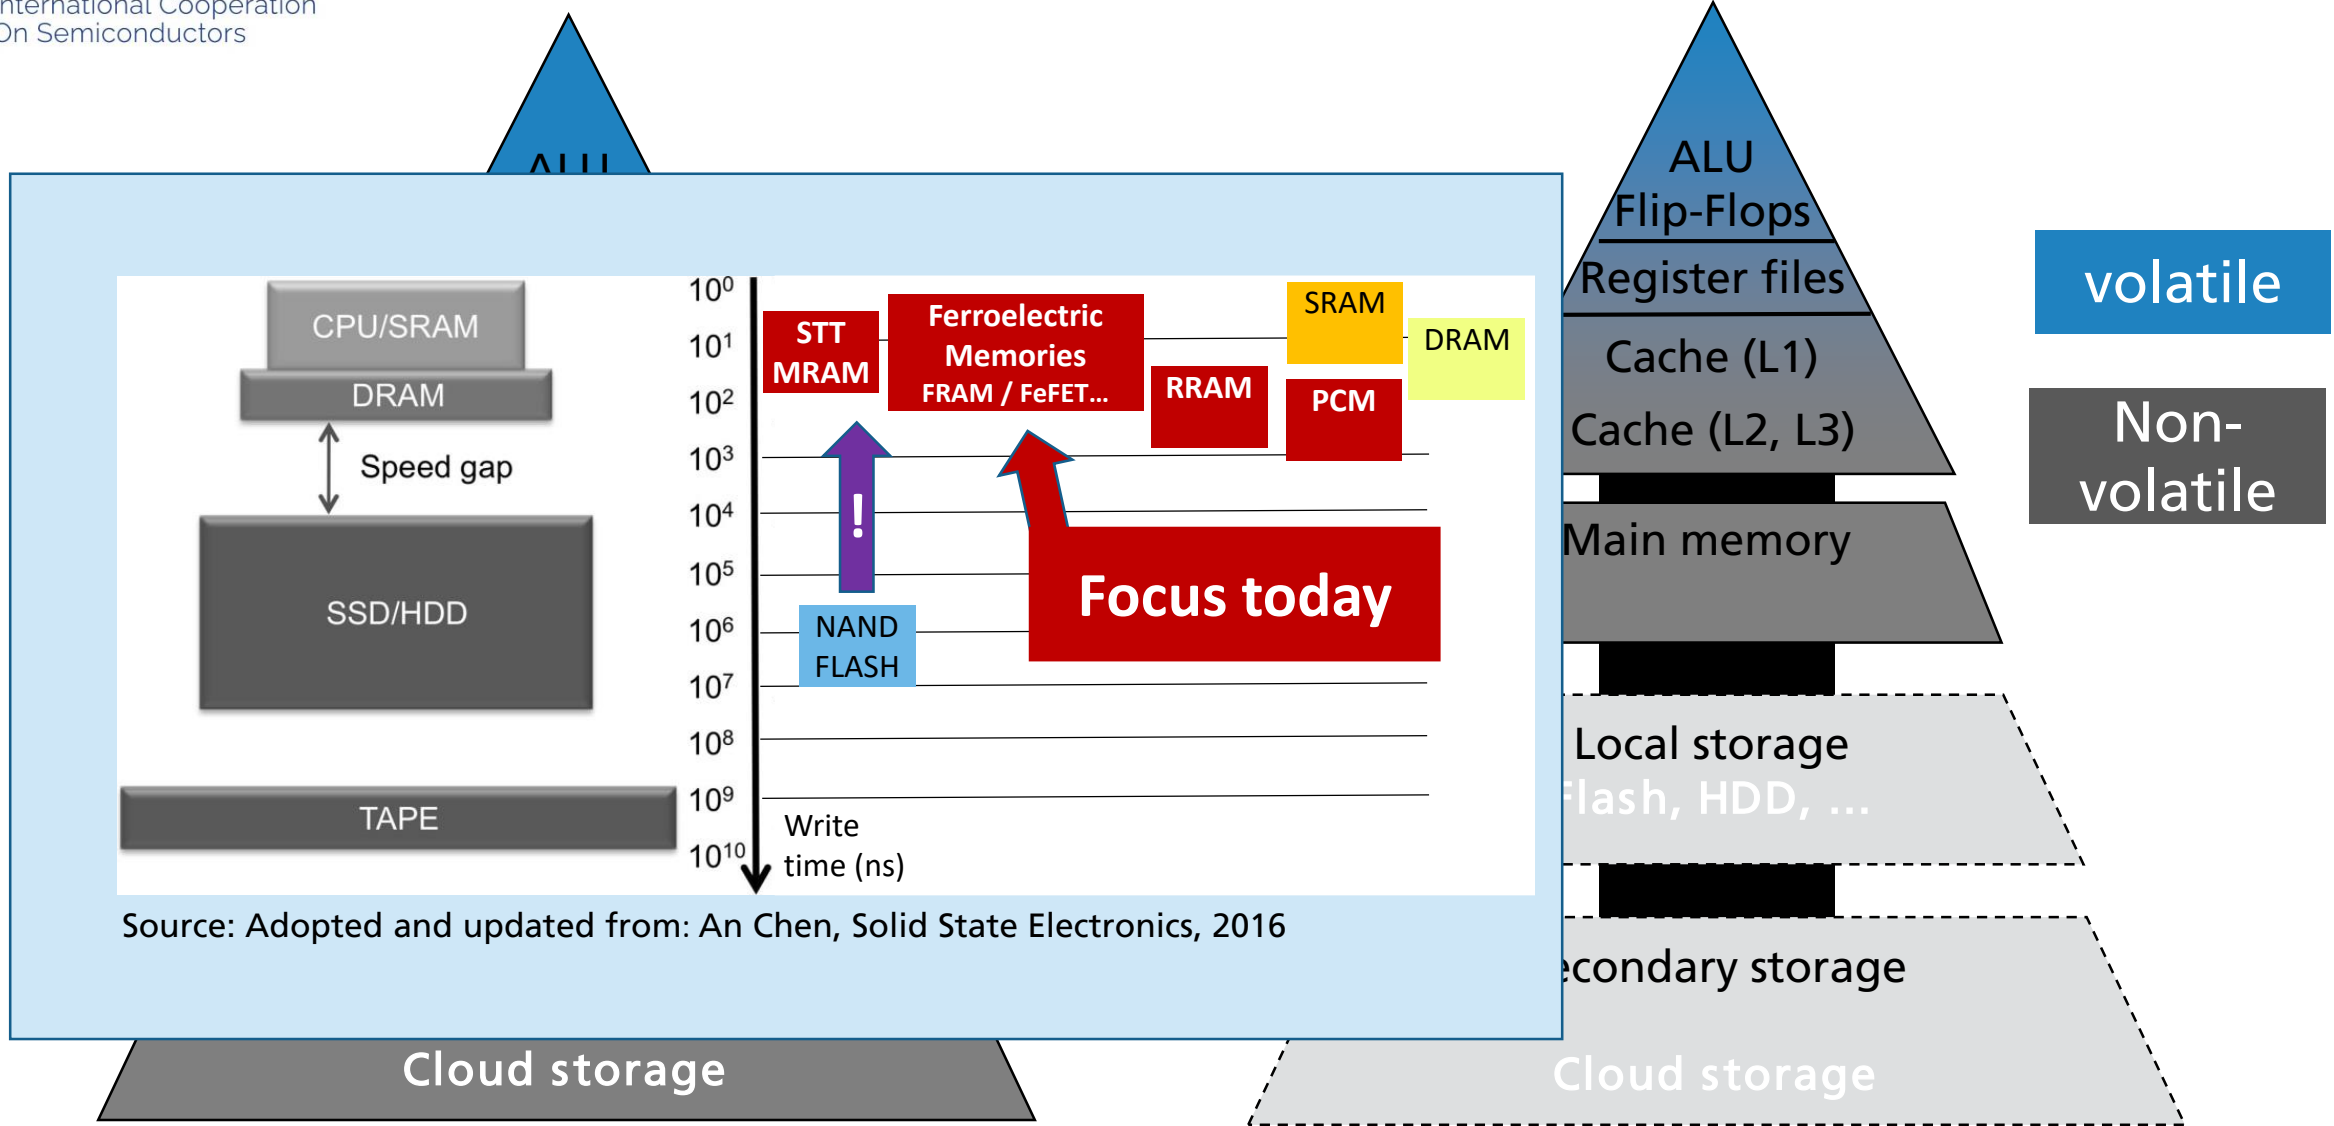 International Cooperation
On Semiconductors
ALU
CPU/SRAM
DRAM
Speed gap
SSD/HDD
TAPE
10⁰
10¹
10²
10³
10⁴
10⁵
10⁶
10⁷
10⁸
10⁹
10¹⁰
STT
MRAM
Ferroelectric
Memories
FRAM / FeFET...
RRAM
SRAM
PCM
DRAM
!
NAND
FLASH
Focus today
Write
time (ns)
Source: Adopted and updated from: An Chen, Solid State Electronics, 2016
Cloud storage
ALU
Flip-Flops
Register files
Cache (L1)
Cache (L2, L3)
Main memory
Local storage
Flash, HDD, ...
econdary storage
Cloud storage
volatile
Non-
volatile